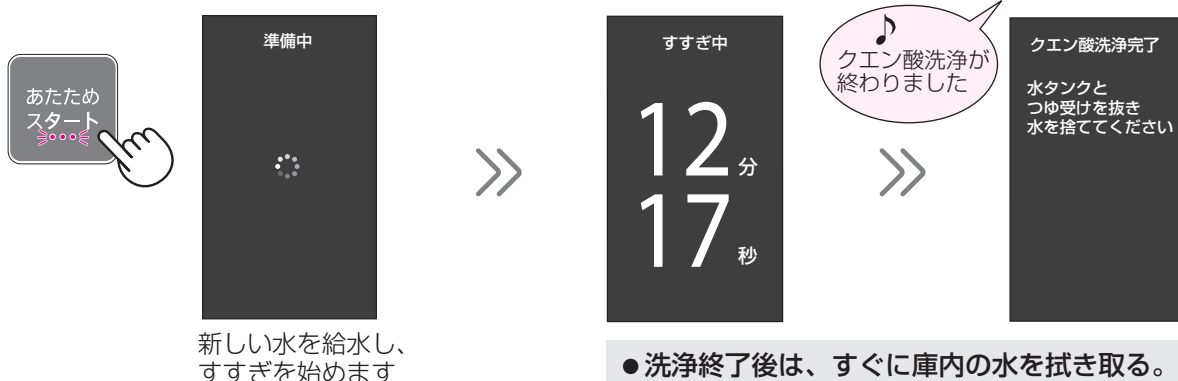 あたため
スタート
準備中
新しい水を給水し、
すすぎを始めます
すすぎ中
12分
17秒
クエン酸洗浄が
終わりました
クエン酸洗浄完了
水タンクと
つゆ受けを抜き
水を捨ててください
●洗浄終了後は、すぐに庫内の水を拭き取る。